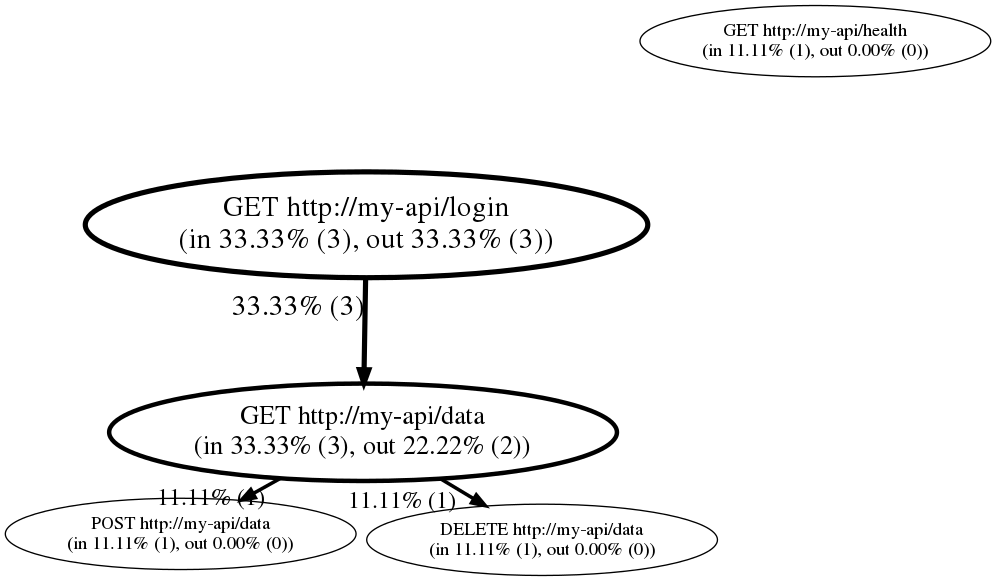 GET http://my-api/health
(in 11.11% (1), out 0.00% (0))
GET http://my-api/login
(in 33.33% (3), out 33.33% (3))
33.33% (3)
GET http://my-api/data
(in 33.33% (3), out 22.22% (2))
11.11% (1)
11.11% (1)
POST http://my-api/data
(in 11.11% (1), out 0.00% (0))
DELETE http://my-api/data
(in 11.11% (1), out 0.00% (0))